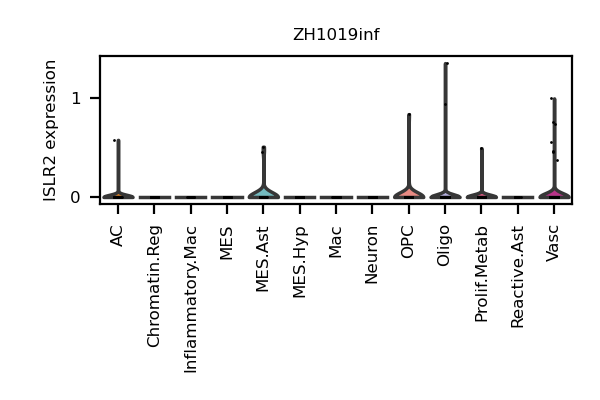 ZH1019inf
ISLR2 expression
1
0
AC
Chromatin.Reg
Inflammatory.Mac
MES
MES.Ast
MES.Hyp
Mac
Neuron
OPC
Oligo
Prolif.Metab
Reactive.Ast
Vasc